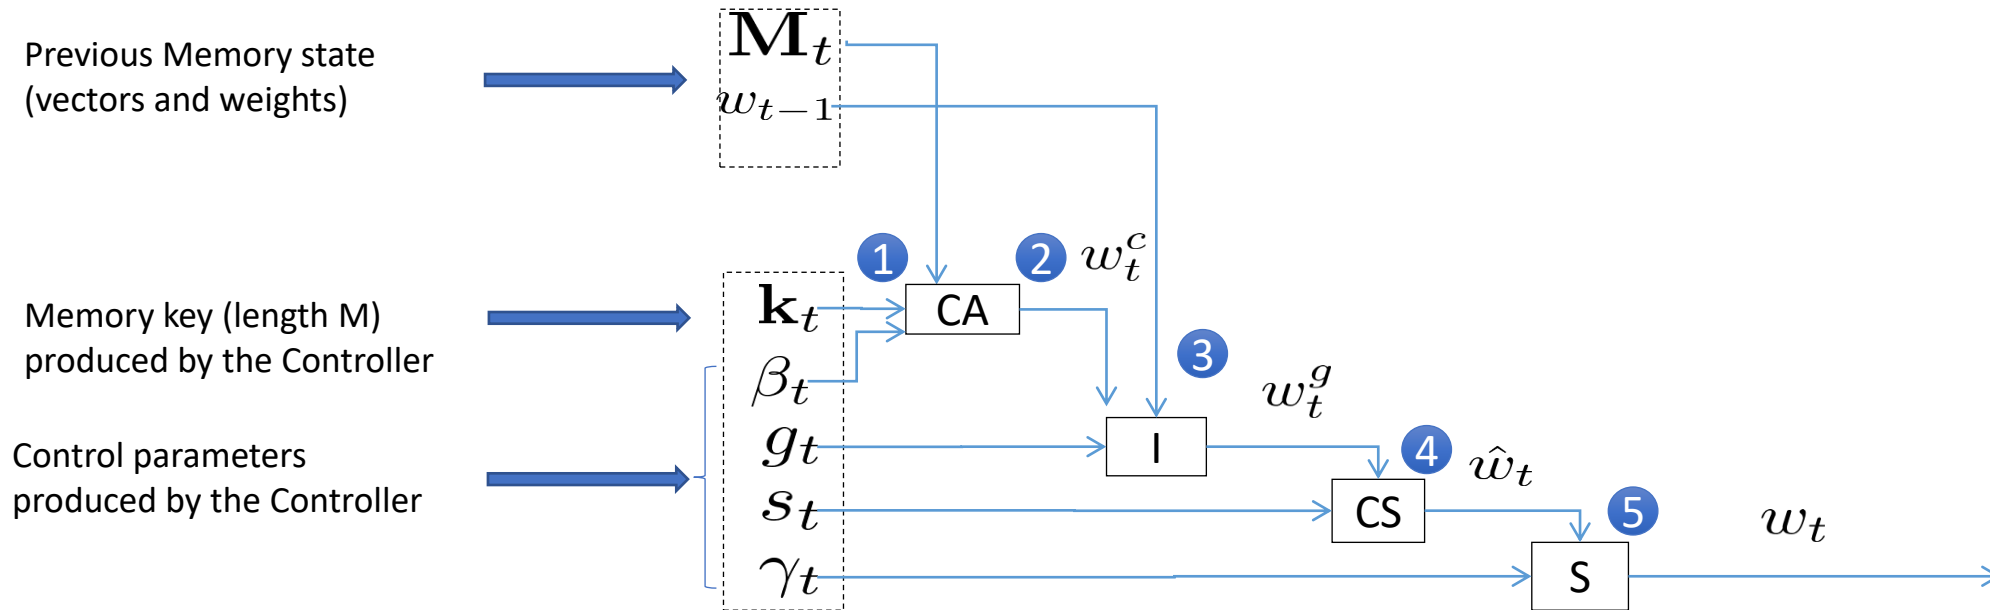 Previous Memory state
(vectors and weights)
M_t
w_{t-1}
1
2
w_t^c
Memory key (length M)
produced by the Controller
k_t
CA
3
β_t
w_t^g
Control parameters
produced by the Controller
g_t
I
4
ŵ_t
s_t
CS
5
w_t
γ_t
S